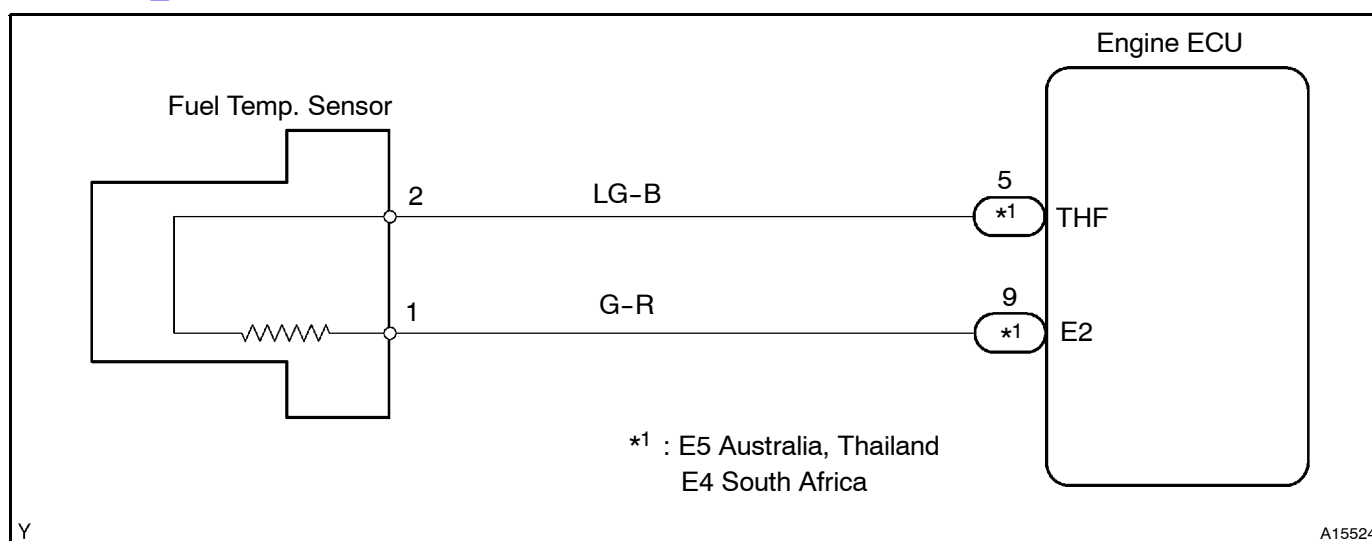 Engine ECU
Fuel Temp. Sensor
2
LG-B
5
*1
THF
1
G-R
9
*1
E2
*1 : E5 Australia, Thailand
E4 South Africa
Y
A15524